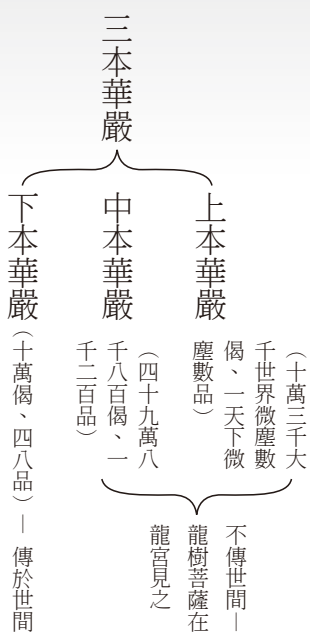 三本華嚴
上本華嚴
（十萬三千大
千世界微塵數
偈、一天下微
塵數品）
中本華嚴
（四十九萬八
千八百偈、一
千二百品）
不傳世間—
龍樹菩薩在
龍宮見之
下本華嚴（十萬偈、四八品）— 傳於世間